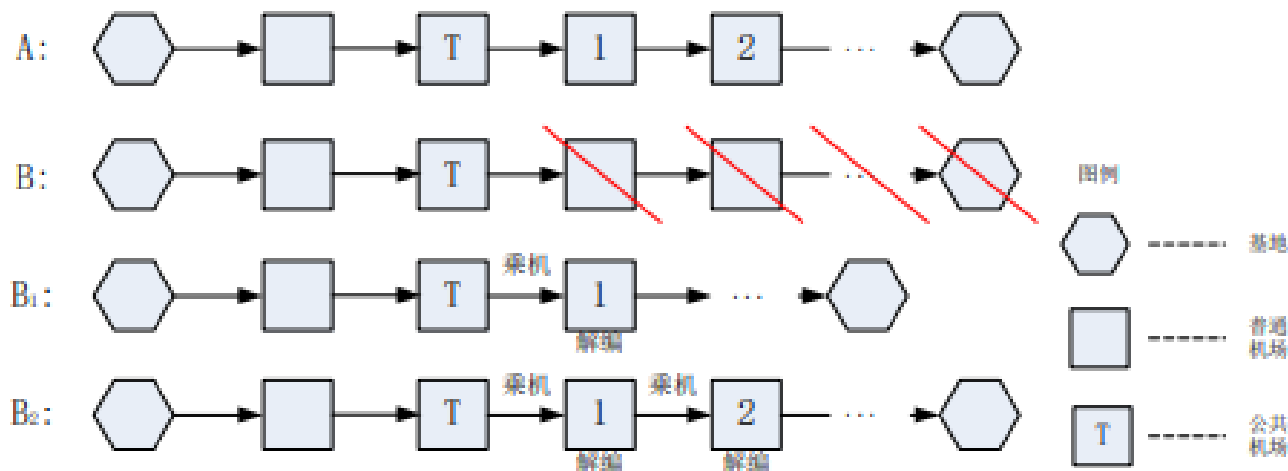 A: T 1 2 ...
B: T ...
图例
基地
乘机
B₁: T 1 ...
解编
普通
机场
乘机 乘机
B₂: T 1 2 ...
解编 解编
T 公共
机场